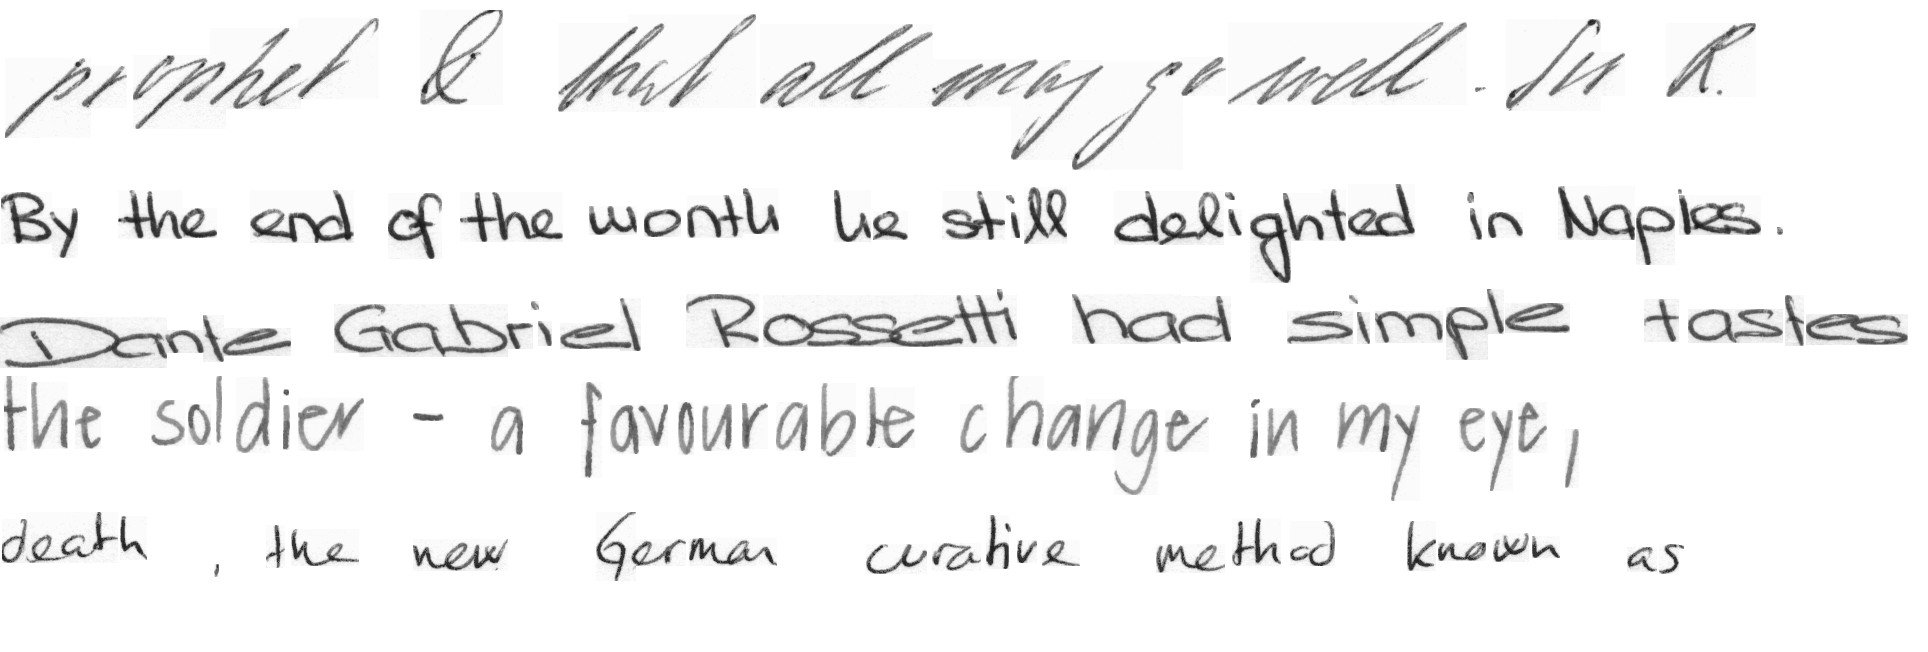 prophet & that all may go well. Sir R.
By the end of the month he still delighted in Naples.
Dante Gabriel Rossetti had simple tastes
the soldier - a favourable change in my eye,
death, the new German curative method known as